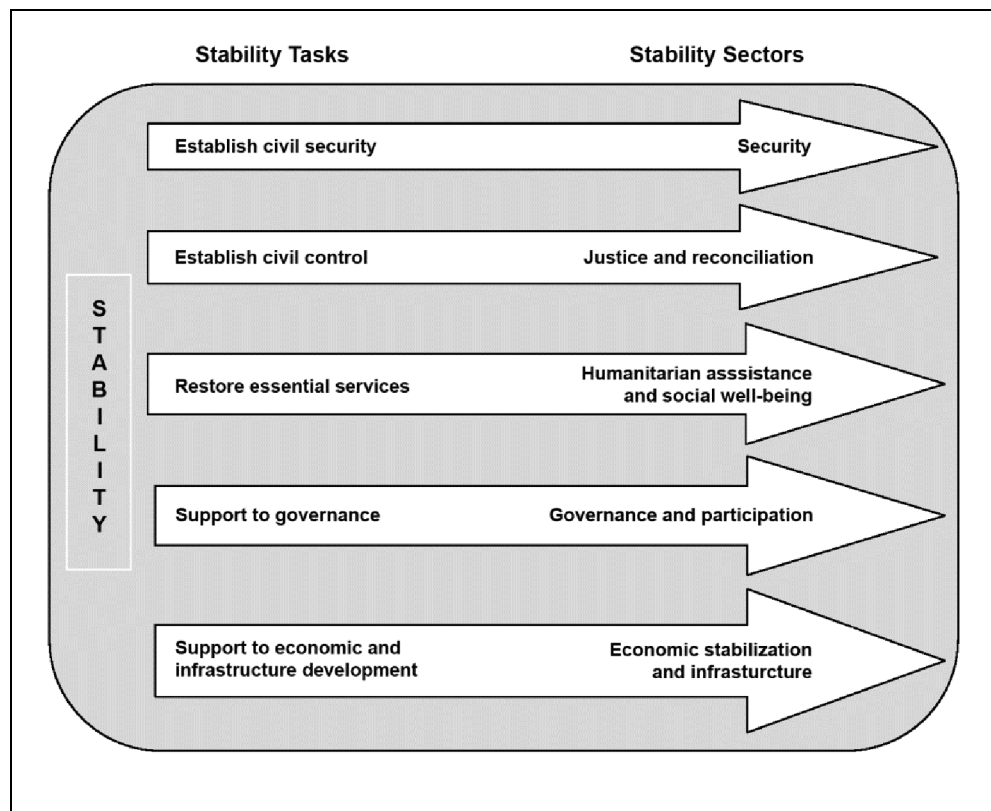 Stability Tasks
Stability Sectors
Establish civil security
Security
Establish civil control
Justice and reconciliation
STABILITY
Restore essential services
Humanitarian asssistance
and social well-being
Support to governance
Governance and participation
Support to economic and
infrastructure development
Economic stabilization
and infrasturcture